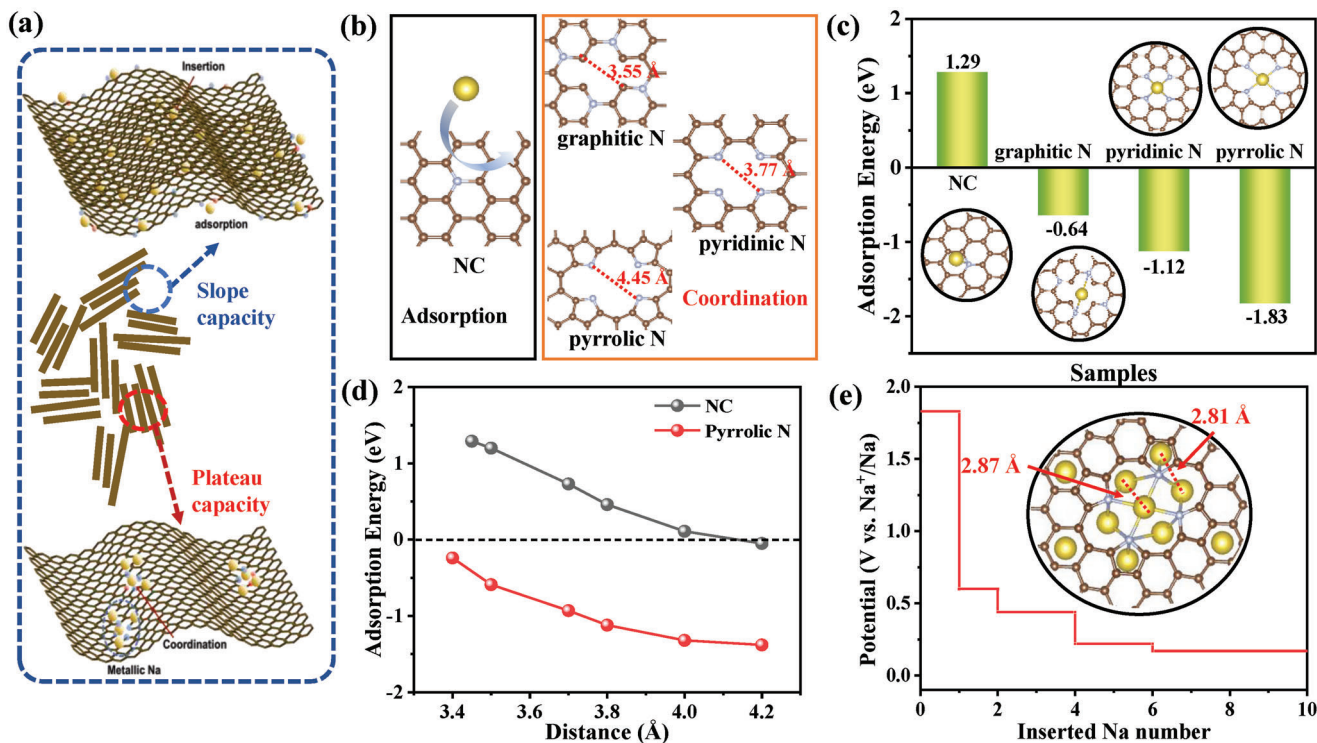 (a)
Insertion
adsorption
Slope
capacity
Plateau
capacity
Coordination
Metallic Na
(b)
NC
Adsorption
3.55 Å
graphitic N
3.77 Å
pyridinic N
4.45 Å
pyrrolic N
Coordination
(c)
Adsorption Energy (eV)
2
1
0
-1
-2
1.29
graphitic N
pyridinic N
pyrrolic N
NC
-0.64
-1.12
-1.83
Samples
(d)
Adsorption Energy (eV)
2
1
0
-1
-2
NC
Pyrrolic N
3.4
3.6
3.8
4.0
4.2
Distance (Å)
(e)
Potential (V vs. Na⁺/Na)
2.0
1.5
1.0
0.5
0.0
2.87 Å
2.81 Å
0
2
4
6
8
10
Inserted Na number